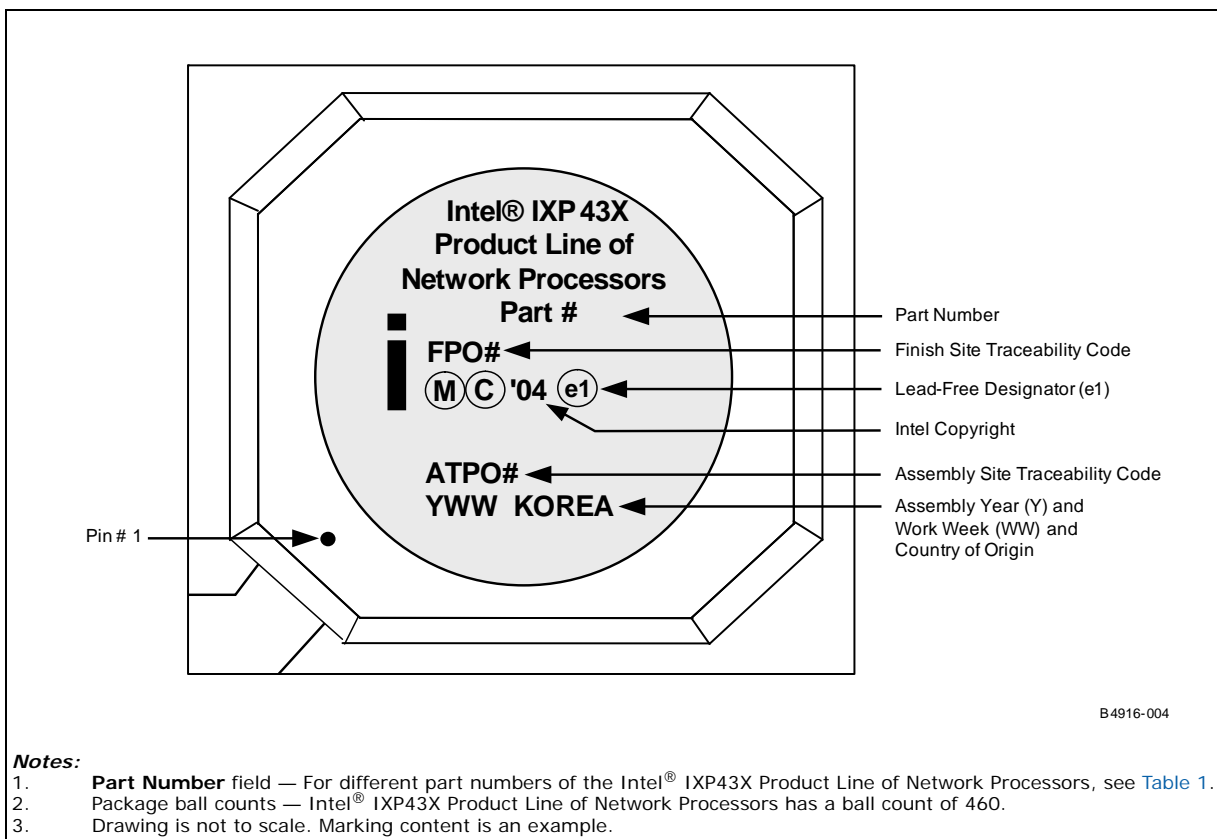 Intel® IXP 43X
Product Line of
Network Processors
Part #
Part Number
i
FPO#
Finish Site Traceability Code
M C '04 e1
Lead-Free Designator (e1)
Intel Copyright
ATPO#
Assembly Site Traceability Code
YWW KOREA
Assembly Year (Y) and
Work Week (WW) and
Country of Origin
Pin # 1
B4916-004
Notes:
1. Part Number field — For different part numbers of the Intel® IXP43X Product Line of Network Processors, see Table 1.
2. Package ball counts — Intel® IXP43X Product Line of Network Processors has a ball count of 460.
3. Drawing is not to scale. Marking content is an example.